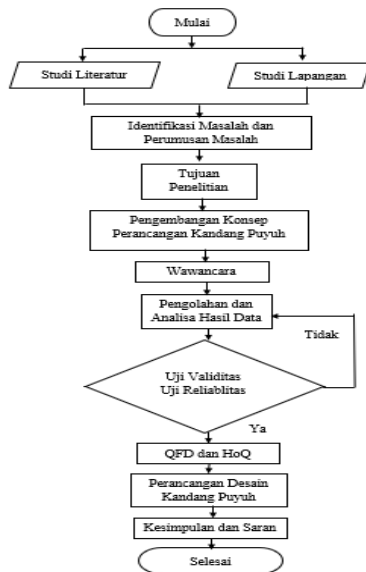 Mulai
Studi Literatur
Studi Lapangan
Identifikasi Masalah dan
Perumusan Masalah
Tujuan
Penelitian
Pengembangan Konsep
Perancangan Kandang Puyuh
Wawancara
Pengolahan dan
Analisa Hasil Data
Tidak
Uji Validitas
Uji Reliablitas
Ya
QFD dan HoQ
Perancangan Desain
Kandang Puyuh
Kesimpulan dan Saran
Selesai